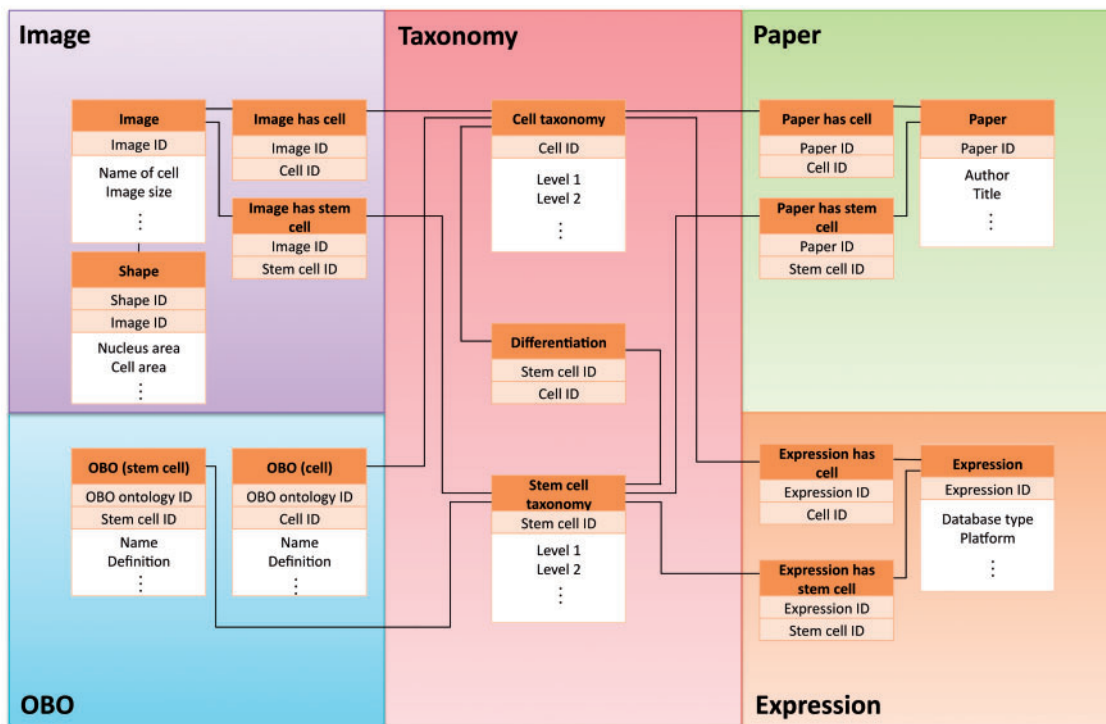 Image
Image
Image ID
Name of cell
Image size
⋮
Image has cell
Image ID
Cell ID
Image has stem
cell
Image ID
Stem cell ID
Shape
Shape ID
Image ID
Nucleus area
Cell area
⋮
Taxonomy
Cell taxonomy
Cell ID
Level 1
Level 2
⋮
Differentiation
Stem cell ID
Cell ID
Stem cell
taxonomy
Stem cell ID
Level 1
Level 2
⋮
Paper
Paper has cell
Paper ID
Cell ID
Paper has stem
cell
Paper ID
Stem cell ID
Paper
Paper ID
Author
Title
⋮
OBO (stem cell)
OBO ontology ID
Stem cell ID
Name
Definition
⋮
OBO (cell)
OBO ontology ID
Cell ID
Name
Definition
⋮
OBO
Expression has
cell
Expression ID
Cell ID
Expression has
stem cell
Expression ID
Stem cell ID
Expression
Expression ID
Database type
Platform
⋮
Expression